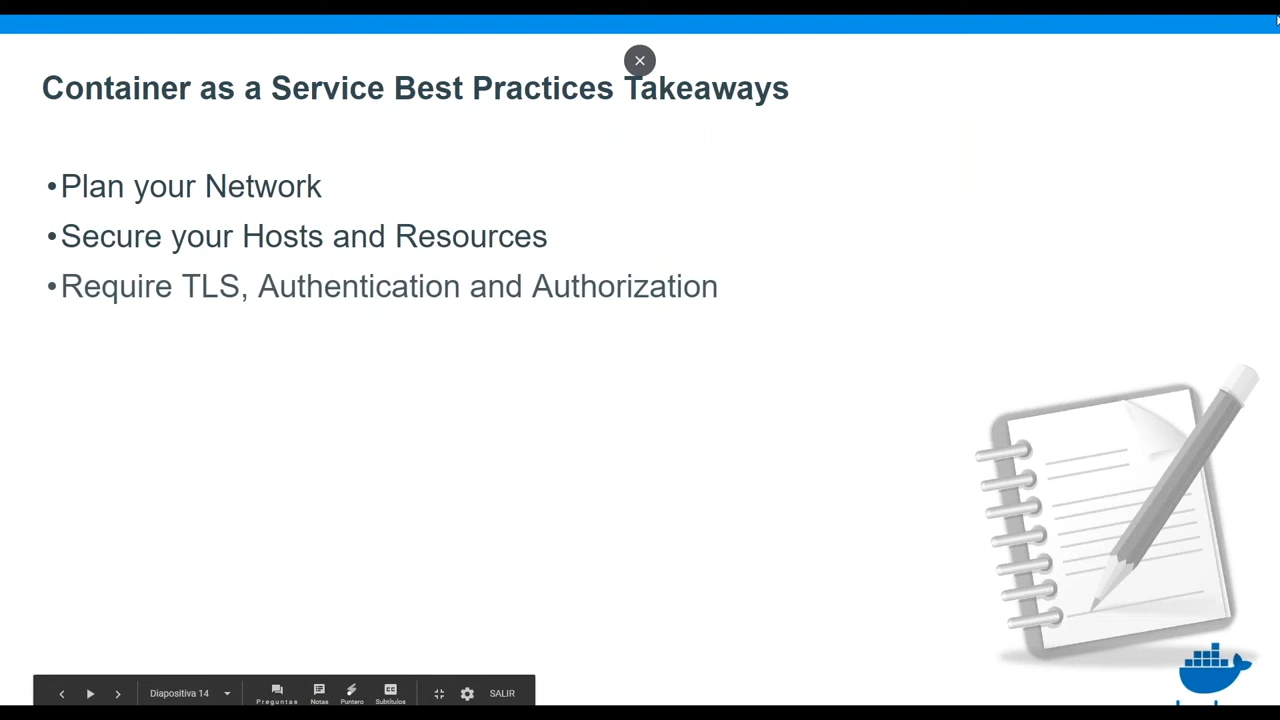 Container as a Service Best Practices Takeaways
•Plan your Network
•Secure your Hosts and Resources
•Require TLS, Authentication and Authorization
Diapositiva 14
Preguntas
Notas
Puntero
CC
Subtítulos
SALIR